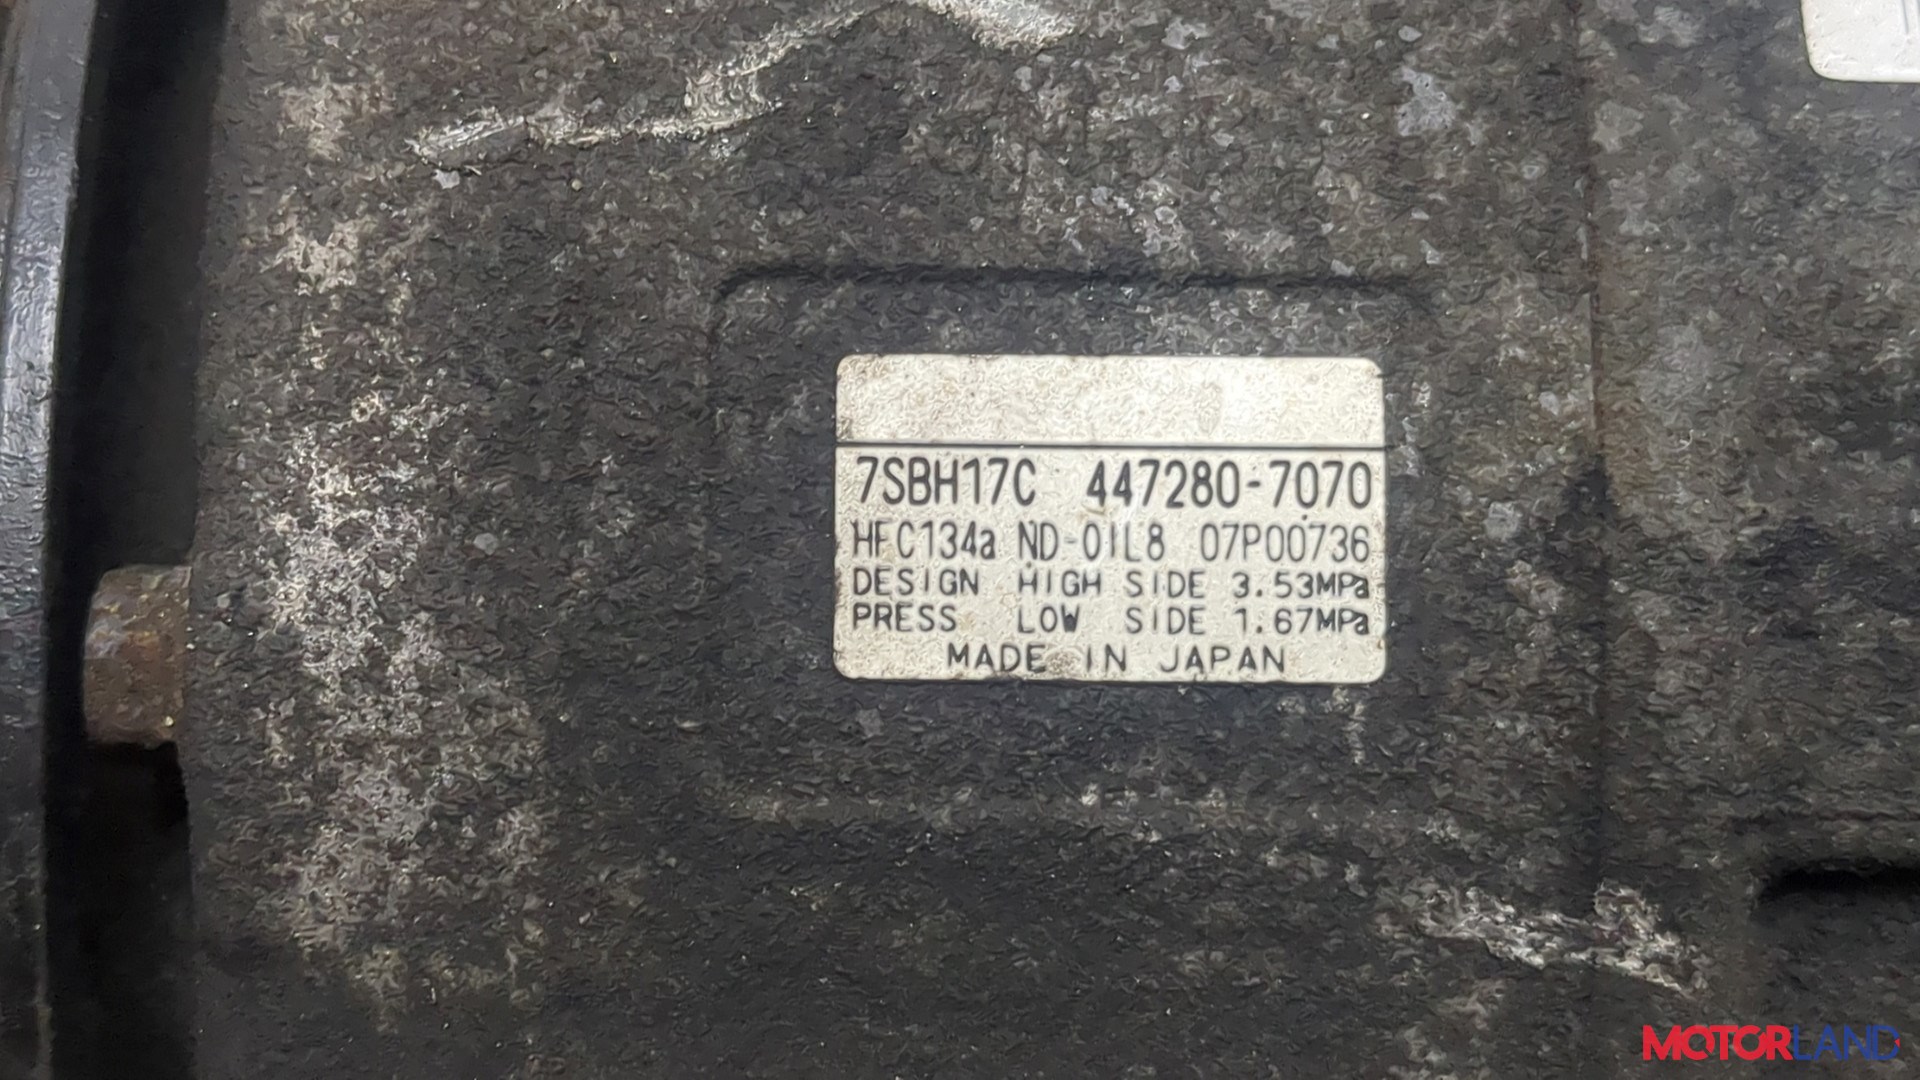 7SBH17C 447280-7070
HFC134a ND-OIL8 07P00736
DESIGN HIGH SIDE 3.53MPa
PRESS LOW SIDE 1.67MPa
MADE IN JAPAN
MOTORLAND